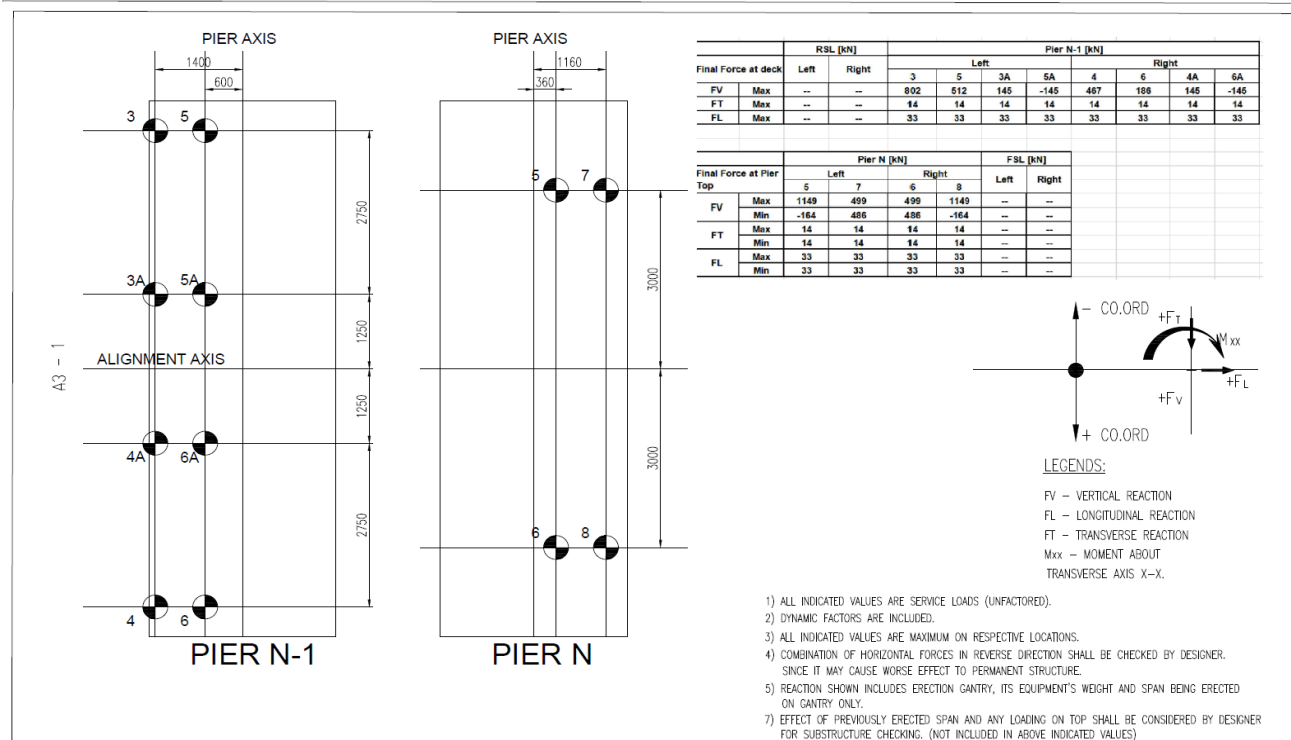 PIER AXIS
1400
600
3 5
2750
3A 5A
1250
ALIGNMENT AXIS
A3 - 1
1250
4A 6A
2750
4 6
PIER N-1
PIER AXIS
1160
360
5 7
3000
3000
6 8
PIER N
RSL [kN] Pier N-1 [kN]
Final Force at deck Left Right Left Right
3 5 3A 5A 4 6 4A 6A
FV Max -- -- 802 512 145 -145 467 186 145 -145
FT Max -- -- 14 14 14 14 14 14 14 14
FL Max -- -- 33 33 33 33 33 33 33 33
Pier N [kN] FSL [kN]
Final Force at Pier Top Left Right Left Right
5 7 6 8
FV Max 1149 499 499 1149 -- --
Min -164 486 486 -164 -- --
FT Max 14 14 14 14 -- --
Min 14 14 14 14 -- --
FL Max 33 33 33 33 -- --
Min 33 33 33 33 -- --
- CO.ORD
+FT
Mxx
+FL
+FV
+ CO.ORD
LEGENDS:
FV – VERTICAL REACTION
FL – LONGITUDINAL REACTION
FT – TRANSVERSE REACTION
Mxx – MOMENT ABOUT
TRANSVERSE AXIS X-X.
1) ALL INDICATED VALUES ARE SERVICE LOADS (UNFACTORED).
2) DYNAMIC FACTORS ARE INCLUDED.
3) ALL INDICATED VALUES ARE MAXIMUM ON RESPECTIVE LOCATIONS.
4) COMBINATION OF HORIZONTAL FORCES IN REVERSE DIRECTION SHALL BE CHECKED BY DESIGNER.
SINCE IT MAY CAUSE WORSE EFFECT TO PERMANENT STRUCTURE.
5) REACTION SHOWN INCLUDES ERECTION GANTRY, ITS EQUIPMENT'S WEIGHT AND SPAN BEING ERECTED
ON GANTRY ONLY.
7) EFFECT OF PREVIOUSLY ERECTED SPAN AND ANY LOADING ON TOP SHALL BE CONSIDERED BY DESIGNER
FOR SUBSTRUCTURE CHECKING. (NOT INCLUDED IN ABOVE INDICATED VALUES)